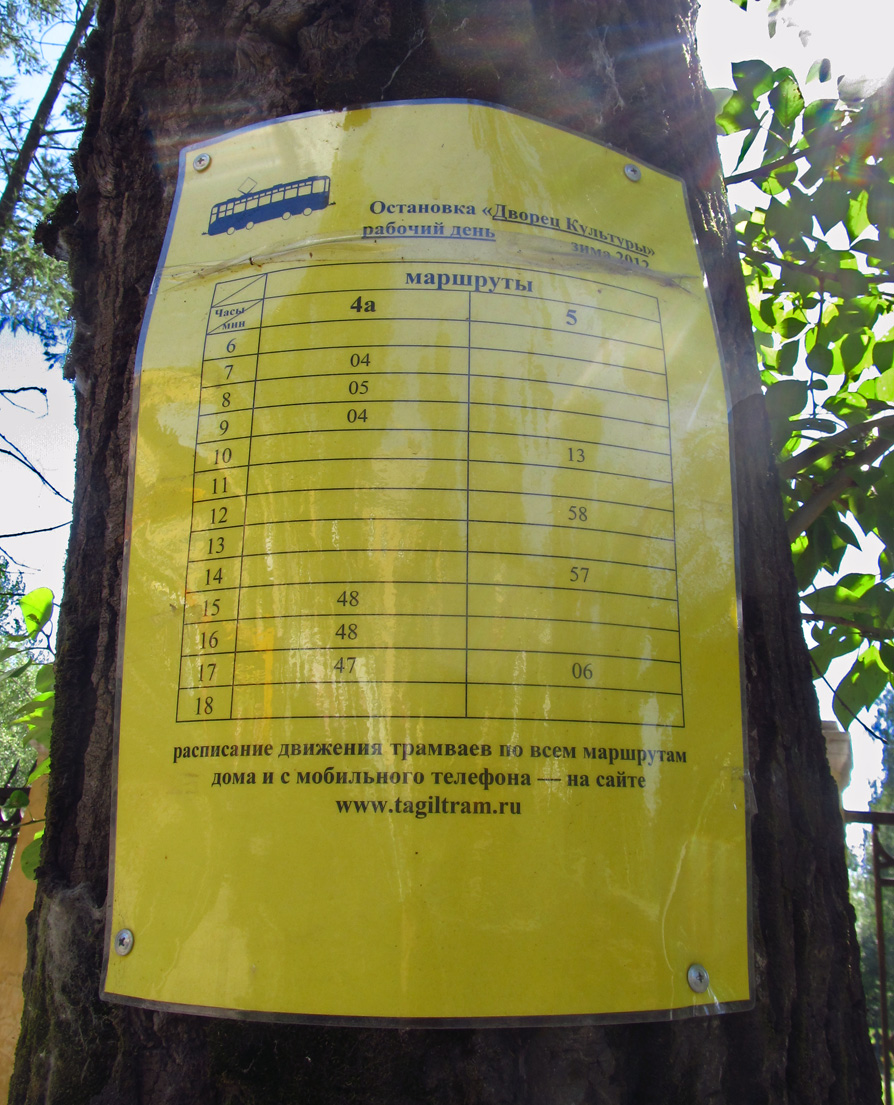 Остановка «Дворец Культуры»
рабочий день зима 2012
маршруты
Часы мин 4а 5
6
7 04
8 05
9 04
10 13
11
12 58
13
14 57
15 48
16 48
17 47 06
18
расписание движения трамваев по всем маршрутам
дома и с мобильного телефона — на сайте
www.tagiltram.ru